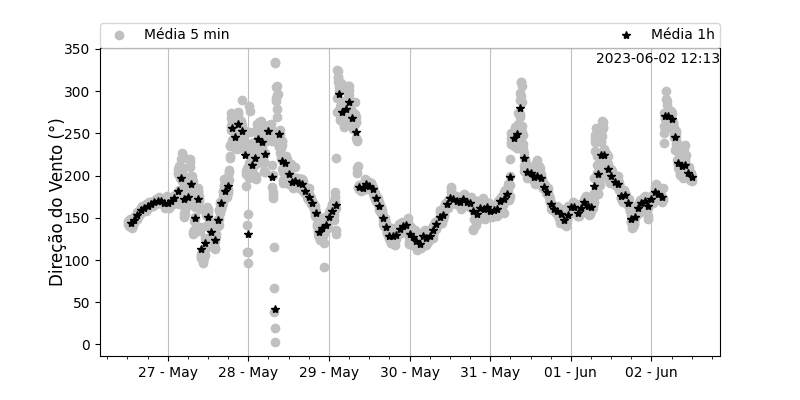 Média 5 min
Média 1h
2023-06-02 12:13
Direção do Vento (°)
350
300
250
200
150
100
50
0
27 - May
28 - May
29 - May
30 - May
31 - May
01 - Jun
02 - Jun